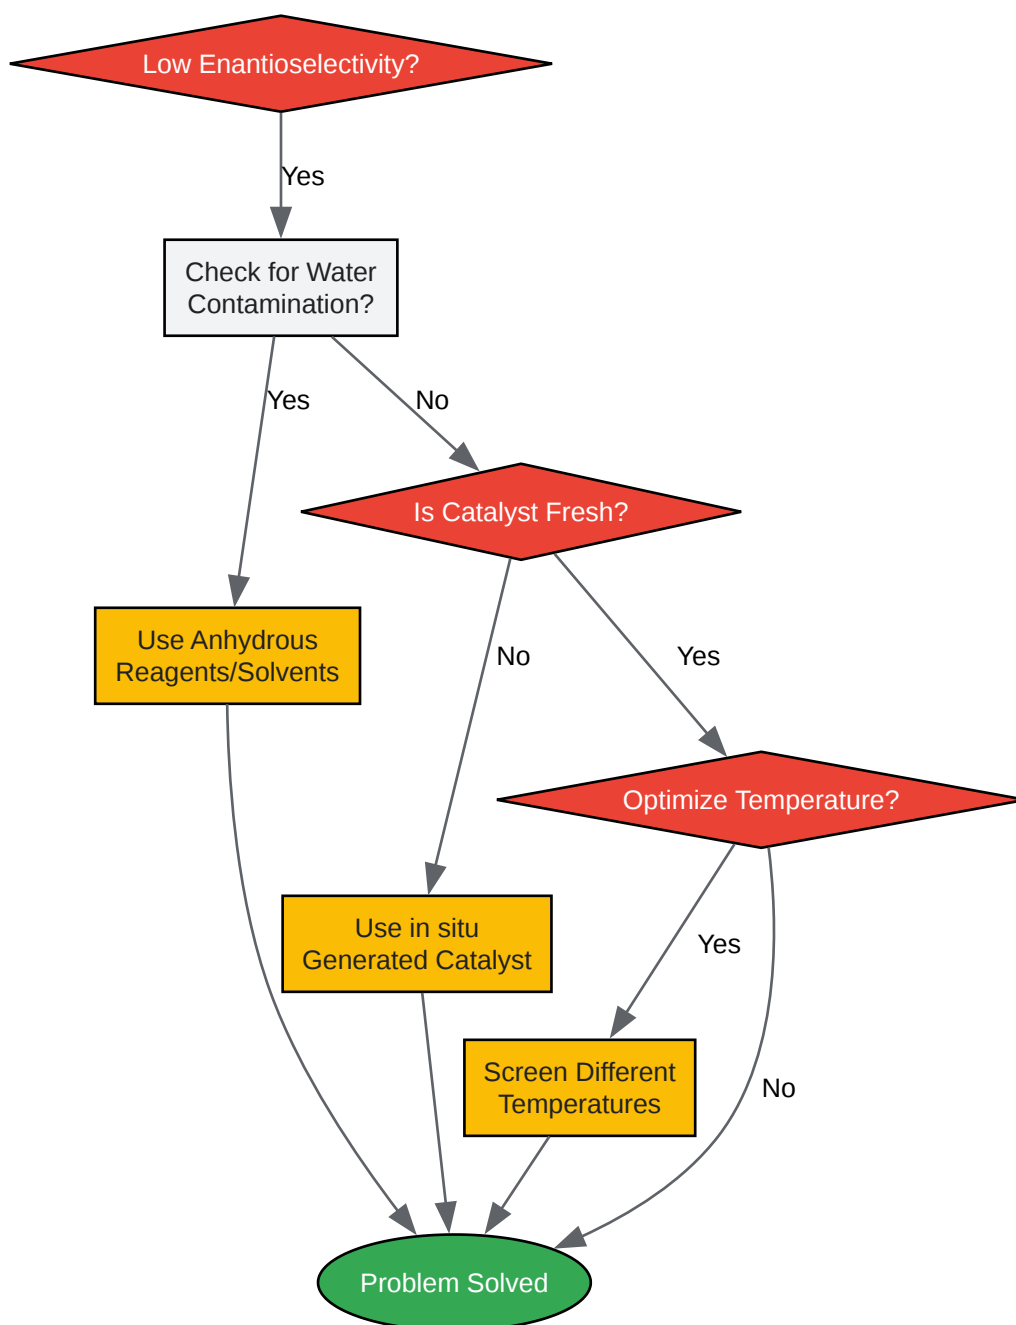 Low Enantioselectivity?
Yes
Check for Water
Contamination?
Yes
No
Is Catalyst Fresh?
Use Anhydrous
Reagents/Solvents
No
Yes
Optimize Temperature?
Use in situ
Generated Catalyst
Yes
Screen Different
Temperatures
No
Problem Solved